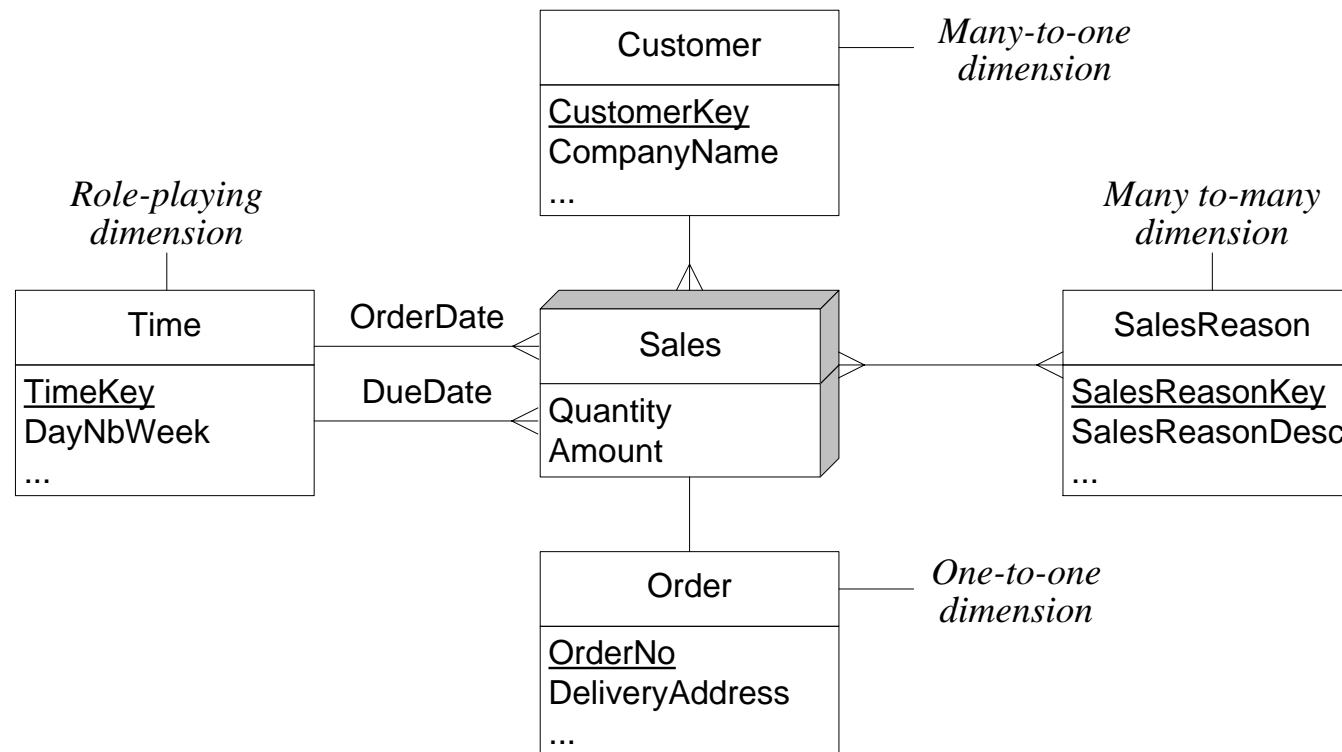 Customer
CustomerKey
CompanyName
...
Many-to-one
dimension
Role-playing
dimension
Time
TimeKey
DayNbWeek
...
OrderDate
DueDate
Sales
Quantity
Amount
Many to-many
dimension
SalesReason
SalesReasonKey
SalesReasonDesc
...
Order
OrderNo
DeliveryAddress
...
One-to-one
dimension